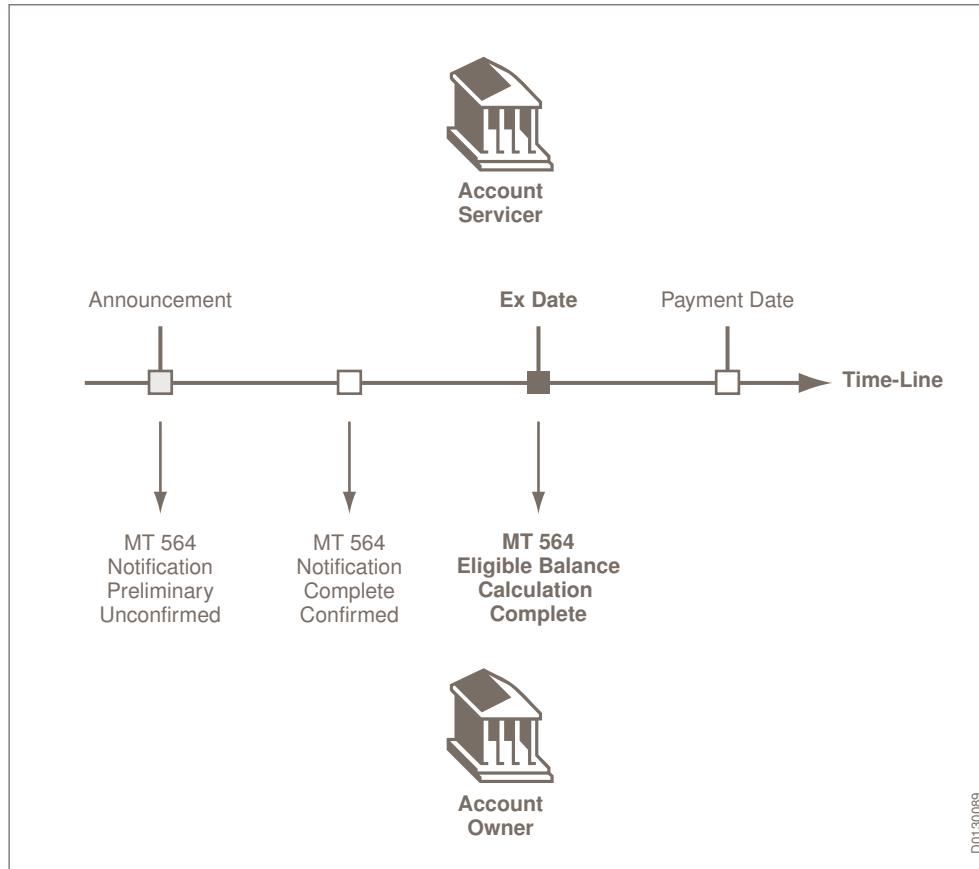 Account
Servicer
Announcement
Ex Date
Payment Date
Time-Line
MT 564
Notification
Preliminary
Unconfirmed
MT 564
Notification
Complete
Confirmed
MT 564
Eligible Balance
Calculation
Complete
Account
Owner
D0130089